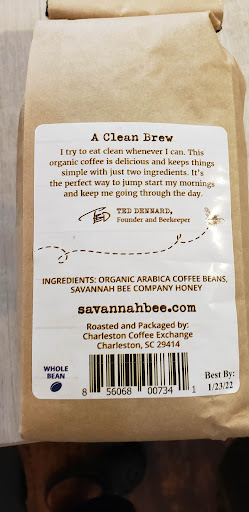 A Clean Brew
I try to eat clean whenever I can. This
organic coffee is delicious and keeps things
simple with just two ingredients. It's
the perfect way to jump start my mornings
and keep me going through the day.
TED
TED DENNARD,
Founder and Beekeeper
INGREDIENTS: ORGANIC ARABICA COFFEE BEANS,
SAVANNAH BEE COMPANY HONEY
savannahbee.com
Roasted and Packaged by:
Charleston Coffee Exchange
Charleston, SC 29414
WHOLE
BEAN
Best By:
1/23/22
8 56068 00734 1